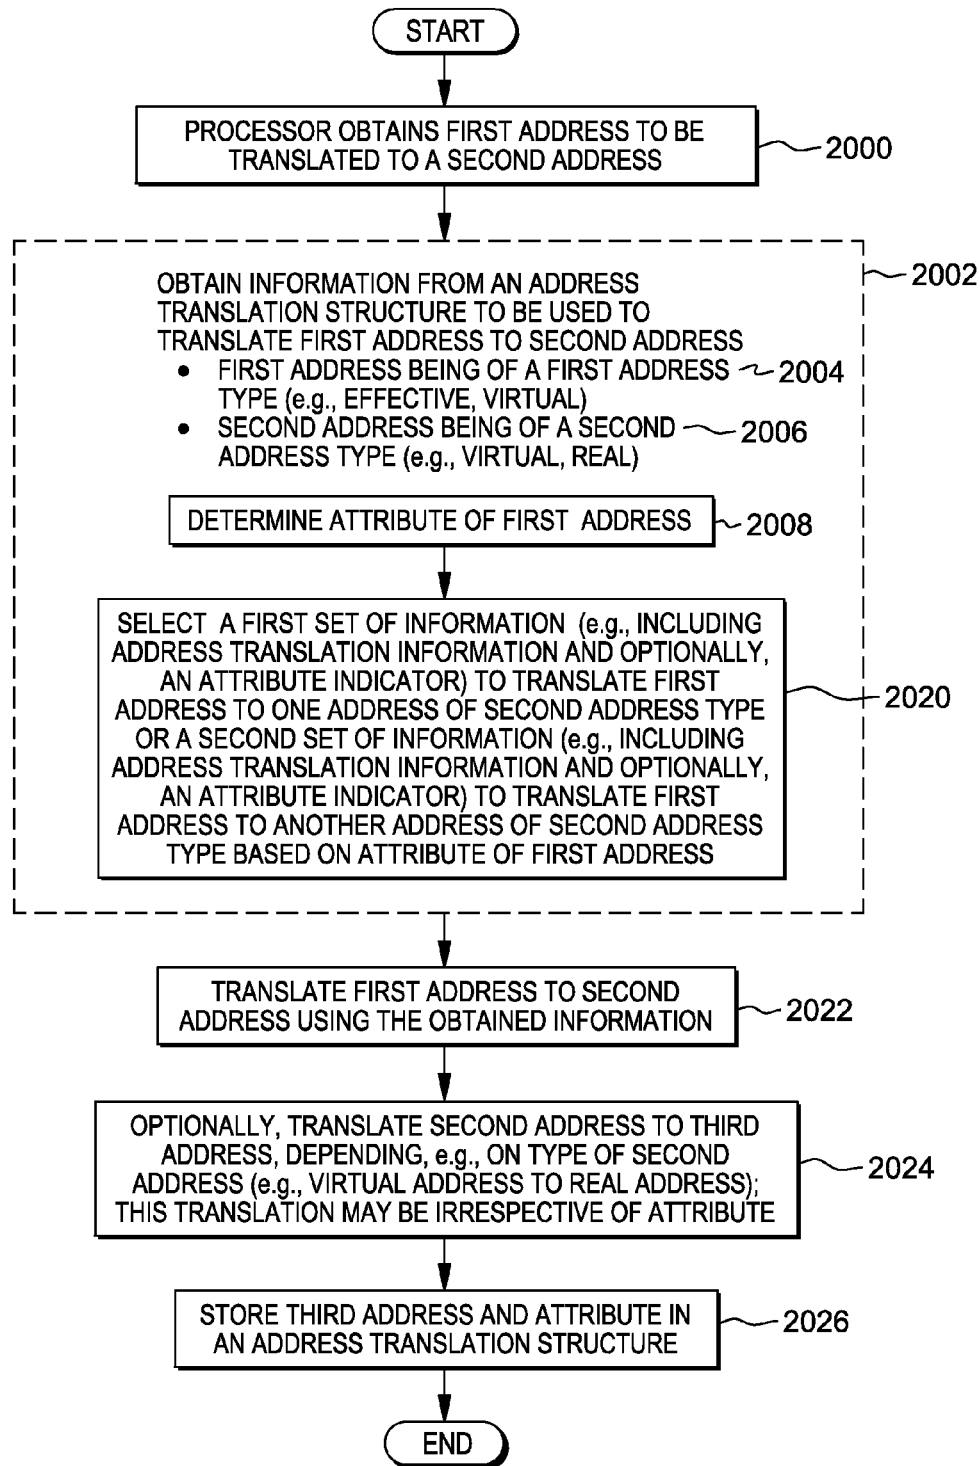 START
PROCESSOR OBTAINS FIRST ADDRESS TO BE
TRANSLATED TO A SECOND ADDRESS
2000
2002
OBTAIN INFORMATION FROM AN ADDRESS
TRANSLATION STRUCTURE TO BE USED TO
TRANSLATE FIRST ADDRESS TO SECOND ADDRESS
• FIRST ADDRESS BEING OF A FIRST ADDRESS
TYPE (e.g., EFFECTIVE, VIRTUAL)
2004
• SECOND ADDRESS BEING OF A SECOND
ADDRESS TYPE (e.g., VIRTUAL, REAL)
2006
DETERMINE ATTRIBUTE OF FIRST ADDRESS
2008
SELECT A FIRST SET OF INFORMATION (e.g., INCLUDING
ADDRESS TRANSLATION INFORMATION AND OPTIONALLY,
AN ATTRIBUTE INDICATOR) TO TRANSLATE FIRST
ADDRESS TO ONE ADDRESS OF SECOND ADDRESS TYPE
OR A SECOND SET OF INFORMATION (e.g., INCLUDING
ADDRESS TRANSLATION INFORMATION AND OPTIONALLY,
AN ATTRIBUTE INDICATOR) TO TRANSLATE FIRST
ADDRESS TO ANOTHER ADDRESS OF SECOND ADDRESS
TYPE BASED ON ATTRIBUTE OF FIRST ADDRESS
2020
TRANSLATE FIRST ADDRESS TO SECOND
ADDRESS USING THE OBTAINED INFORMATION
2022
OPTIONALLY, TRANSLATE SECOND ADDRESS TO THIRD
ADDRESS, DEPENDING, e.g., ON TYPE OF SECOND
ADDRESS (e.g., VIRTUAL ADDRESS TO REAL ADDRESS);
THIS TRANSLATION MAY BE IRRESPECTIVE OF ATTRIBUTE
2024
STORE THIRD ADDRESS AND ATTRIBUTE IN
AN ADDRESS TRANSLATION STRUCTURE
2026
END